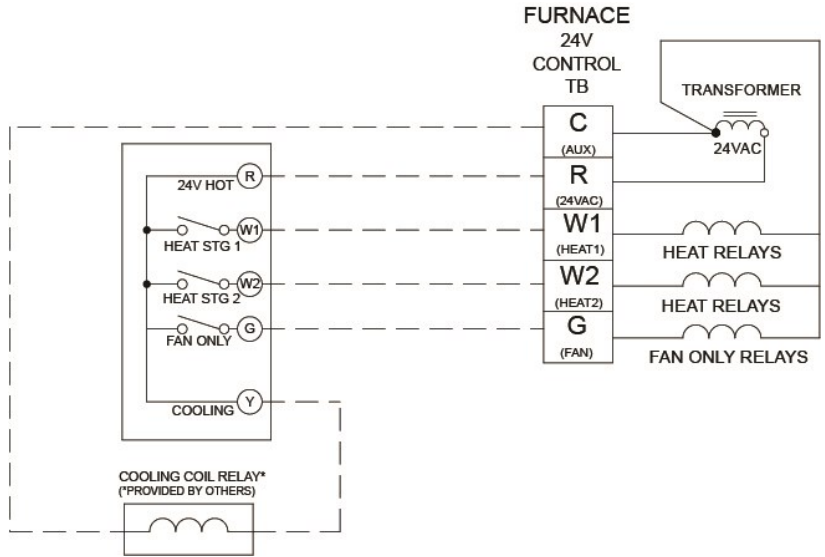 FURNACE
24V
CONTROL
TB
TRANSFORMER
24VAC
C
(AUX)
R
(24VAC)
W1
(HEAT1)
W2
(HEAT2)
G
(FAN)
HEAT RELAYS
HEAT RELAYS
FAN ONLY RELAYS
24V HOT
R
HEAT STG 1
W1
HEAT STG 2
W2
FAN ONLY
G
COOLING
Y
COOLING COIL RELAY*
(*PROVIDED BY OTHERS)